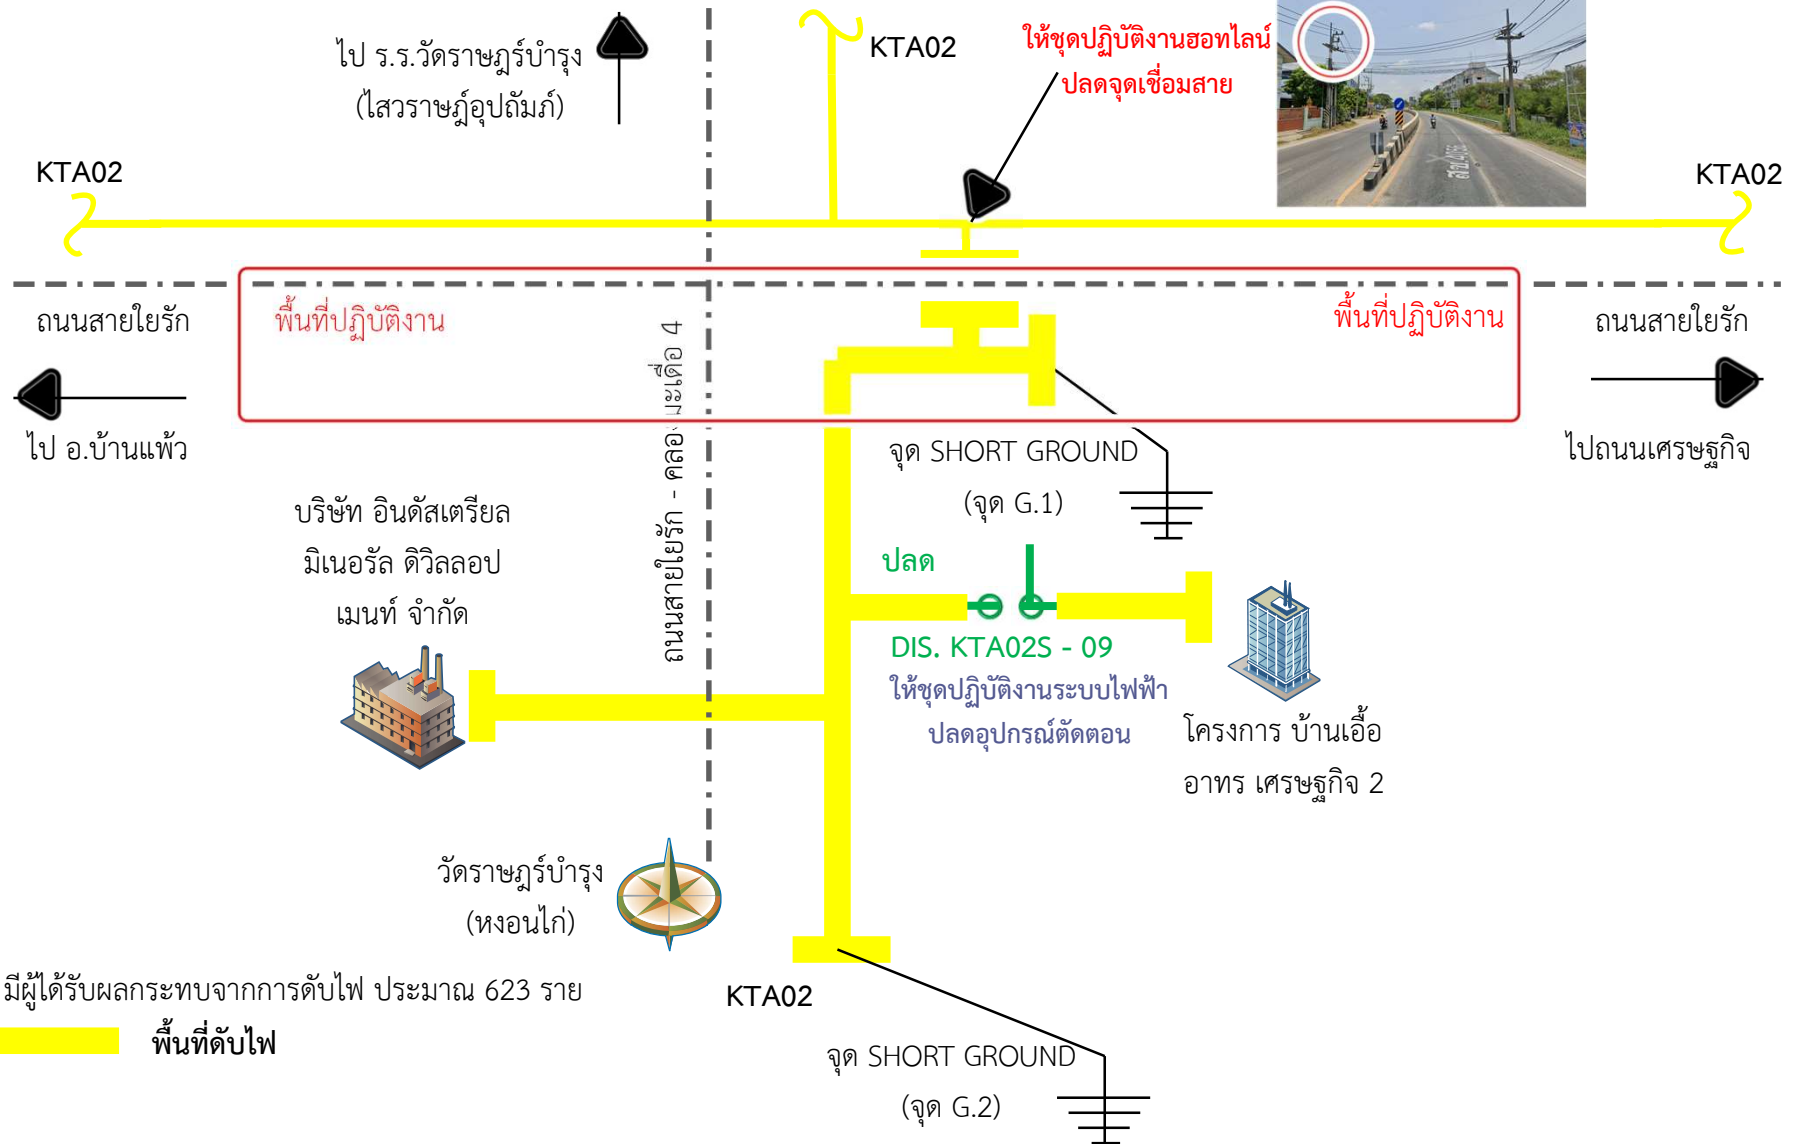 ไป ร.ร.วัดราษฎร์บำรุง
(ไสวราษฎ์อุปถัมภ์)
KTA02
ให้ชุดปฏิบัติงานฮอทไลน์
ปลดจุดเชื่อมสาย
KTA02
KTA02
ถนนสายใยรัก
พื้นที่ปฏิบัติงาน
พื้นที่ปฏิบัติงาน
ถนนสายใยรัก
ไป อ.บ้านแพ้ว
ไปถนนเศรษฐกิจ
ถนนสายใยรัก - คลองมะเดื่อ 4
จุด SHORT GROUND
(จุด G.1)
บริษัท อินดัสเตรียล
มิเนอรัล ดิวิลลอป
เมนท์ จำกัด
ปลด
DIS. KTA02S - 09
ให้ชุดปฏิบัติงานระบบไฟฟ้า
ปลดอุปกรณ์ตัดตอน
โครงการ บ้านเอื้อ
อาทร เศรษฐกิจ 2
วัดราษฎร์บำรุง
(หงอนไก่)
มีผู้ได้รับผลกระทบจากการดับไฟ ประมาณ 623 ราย
พื้นที่ดับไฟ
KTA02
จุด SHORT GROUND
(จุด G.2)